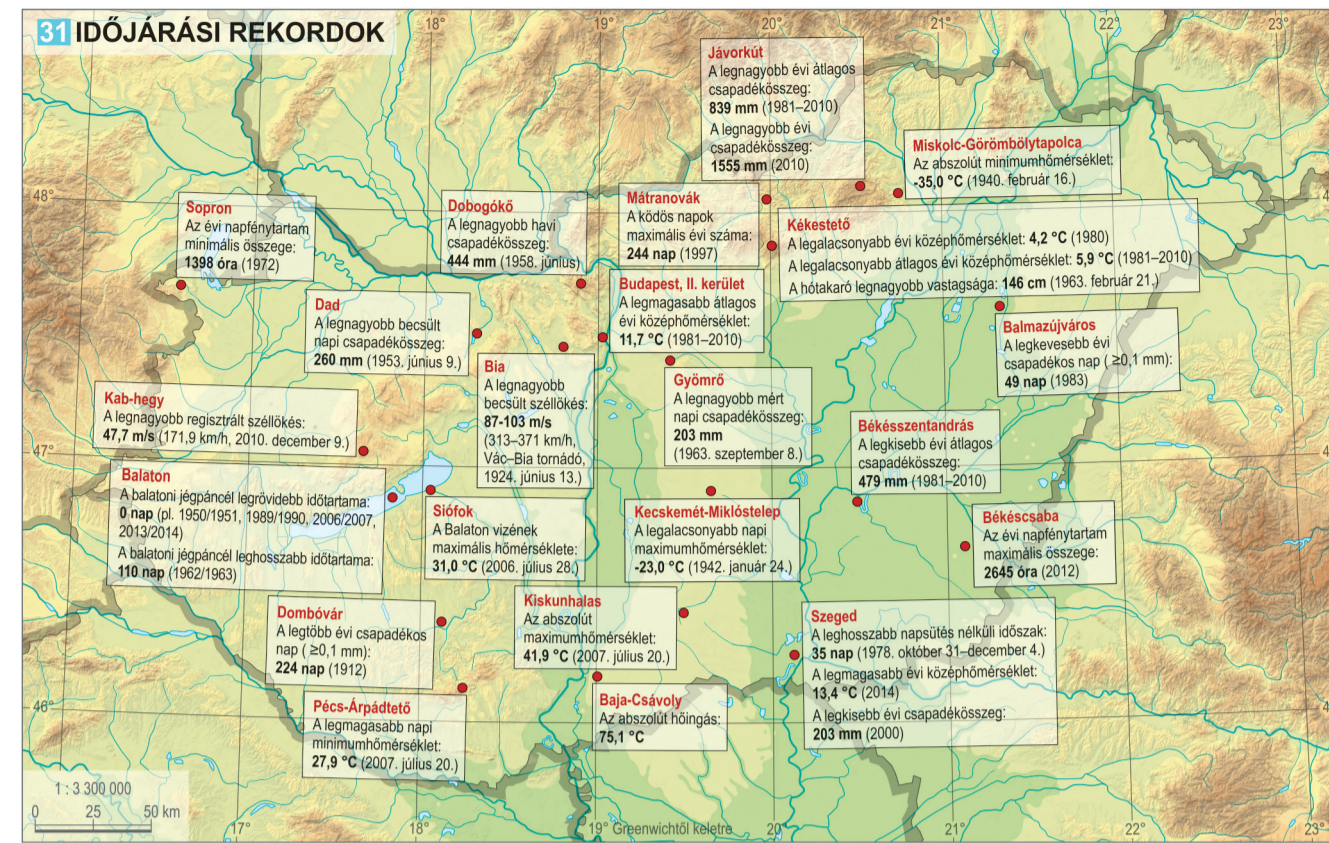 31 IDŐJÁRÁSI REKORDOK
18°
19°
20°
21°
22°
23°
Jávorkút
A legnagyobb évi átlagos
csapadékösszeg:
839 mm (1981–2010)
A legnagyobb évi
csapadékösszeg:
1555 mm (2010)
Miskolc-Görömbölytapolca
Az abszolút minimumhőmérséklet:
-35,0 °C (1940. február 16.)
48°
Sopron
Az évi napfénytartam
minimális összege:
1398 óra (1972)
Dobogókő
A legnagyobb havi
csapadékösszeg:
444 mm (1958. június)
Mátranovák
A ködös napok
maximális évi száma:
244 nap (1997)
Kékestető
A legalacsonyabb évi középhőmérséklet: 4,2 °C (1980)
A legalacsonyabb átlagos évi középhőmérséklet: 5,9 °C (1981–2010)
A hótakaró legnagyobb vastagsága: 146 cm (1963. február 21.)
Dad
A legnagyobb becsült
napi csapadékösszeg:
260 mm (1953. június 9.)
Budapest, II. kerület
A legmagasabb átlagos
évi középhőmérséklet:
11,7 °C (1981–2010)
Balmazújváros
A legkevesebb évi
csapadékos nap ( ≥0,1 mm):
49 nap (1983)
Bia
A legnagyobb
becsült széllökés:
87-103 m/s
(313–371 km/h,
Vác–Bia tornádó,
1924. június 13.)
Gyömrő
A legnagyobb mért
napi csapadékösszeg:
203 mm
(1963. szeptember 8.)
Kab-hegy
A legnagyobb regisztrált széllökés:
47,7 m/s (171,9 km/h, 2010. december 9.)
47°
Békésszentandrás
A legkisebb évi átlagos
csapadékösszeg:
479 mm (1981–2010)
Balaton
A balatoni jégpáncél legrövidebb időtartama:
0 nap (pl. 1950/1951, 1989/1990, 2006/2007,
2013/2014)
A balatoni jégpáncél leghosszabb időtartama:
110 nap (1962/1963)
Siófok
A Balaton vizének
maximális hőmérséklete:
31,0 °C (2006. július 28.)
Kecskemét-Miklóstelep
A legalacsonyabb napi
maximumhőmérséklet:
-23,0 °C (1942. január 24.)
Békéscsaba
Az évi napfénytartam
maximális összege:
2645 óra (2012)
Dombóvár
A legtöbb évi csapadékos
nap ( ≥0,1 mm):
224 nap (1912)
Kiskunhalas
Az abszolút
maximumhőmérséklet:
41,9 °C (2007. július 20.)
Szeged
A leghosszabb napsütés nélküli időszak:
35 nap (1978. október 31–december 4.)
A legmagasabb évi középhőmérséklet:
13,4 °C (2014)
A legkisebb évi csapadékösszeg:
203 mm (2000)
46°
Pécs-Árpádtető
A legmagasabb napi
minimumhőmérséklet:
27,9 °C (2007. július 20.)
Baja-Csávoly
Az abszolút hőingás:
75,1 °C
1 : 3 300 000
0 25 50 km
17°
18°
19° Greenwichtől keletre
20°
21°
22°
23°